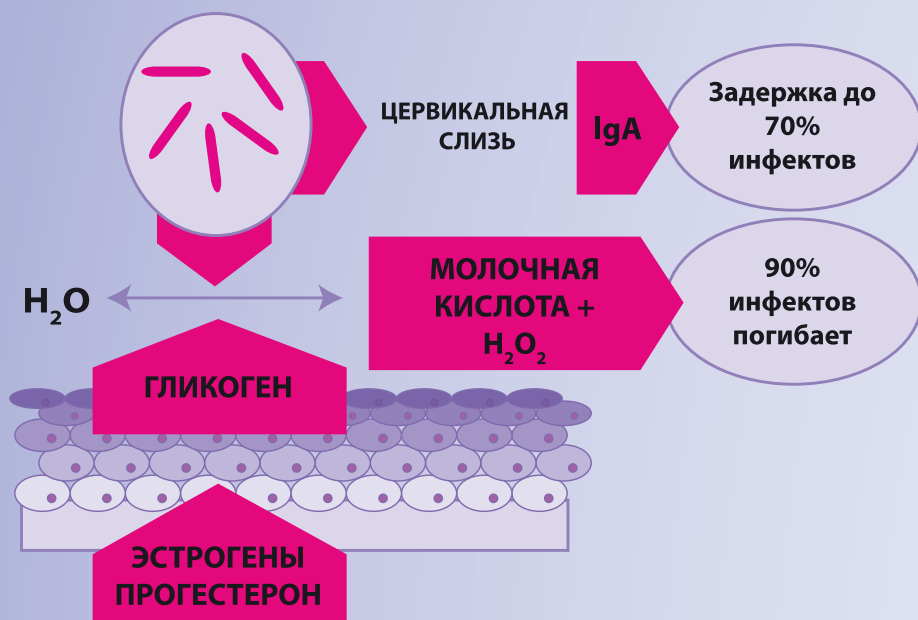 ЦЕРВИКАЛЬНАЯ
СЛИЗЬ
IgA
Задержка до
70%
инфектов
H₂O
МОЛОЧНАЯ
КИСЛОТА +
H₂O₂
90%
инфектов
погибает
ГЛИКОГЕН
ЭСТРОГЕНЫ
ПРОГЕСТЕРОН